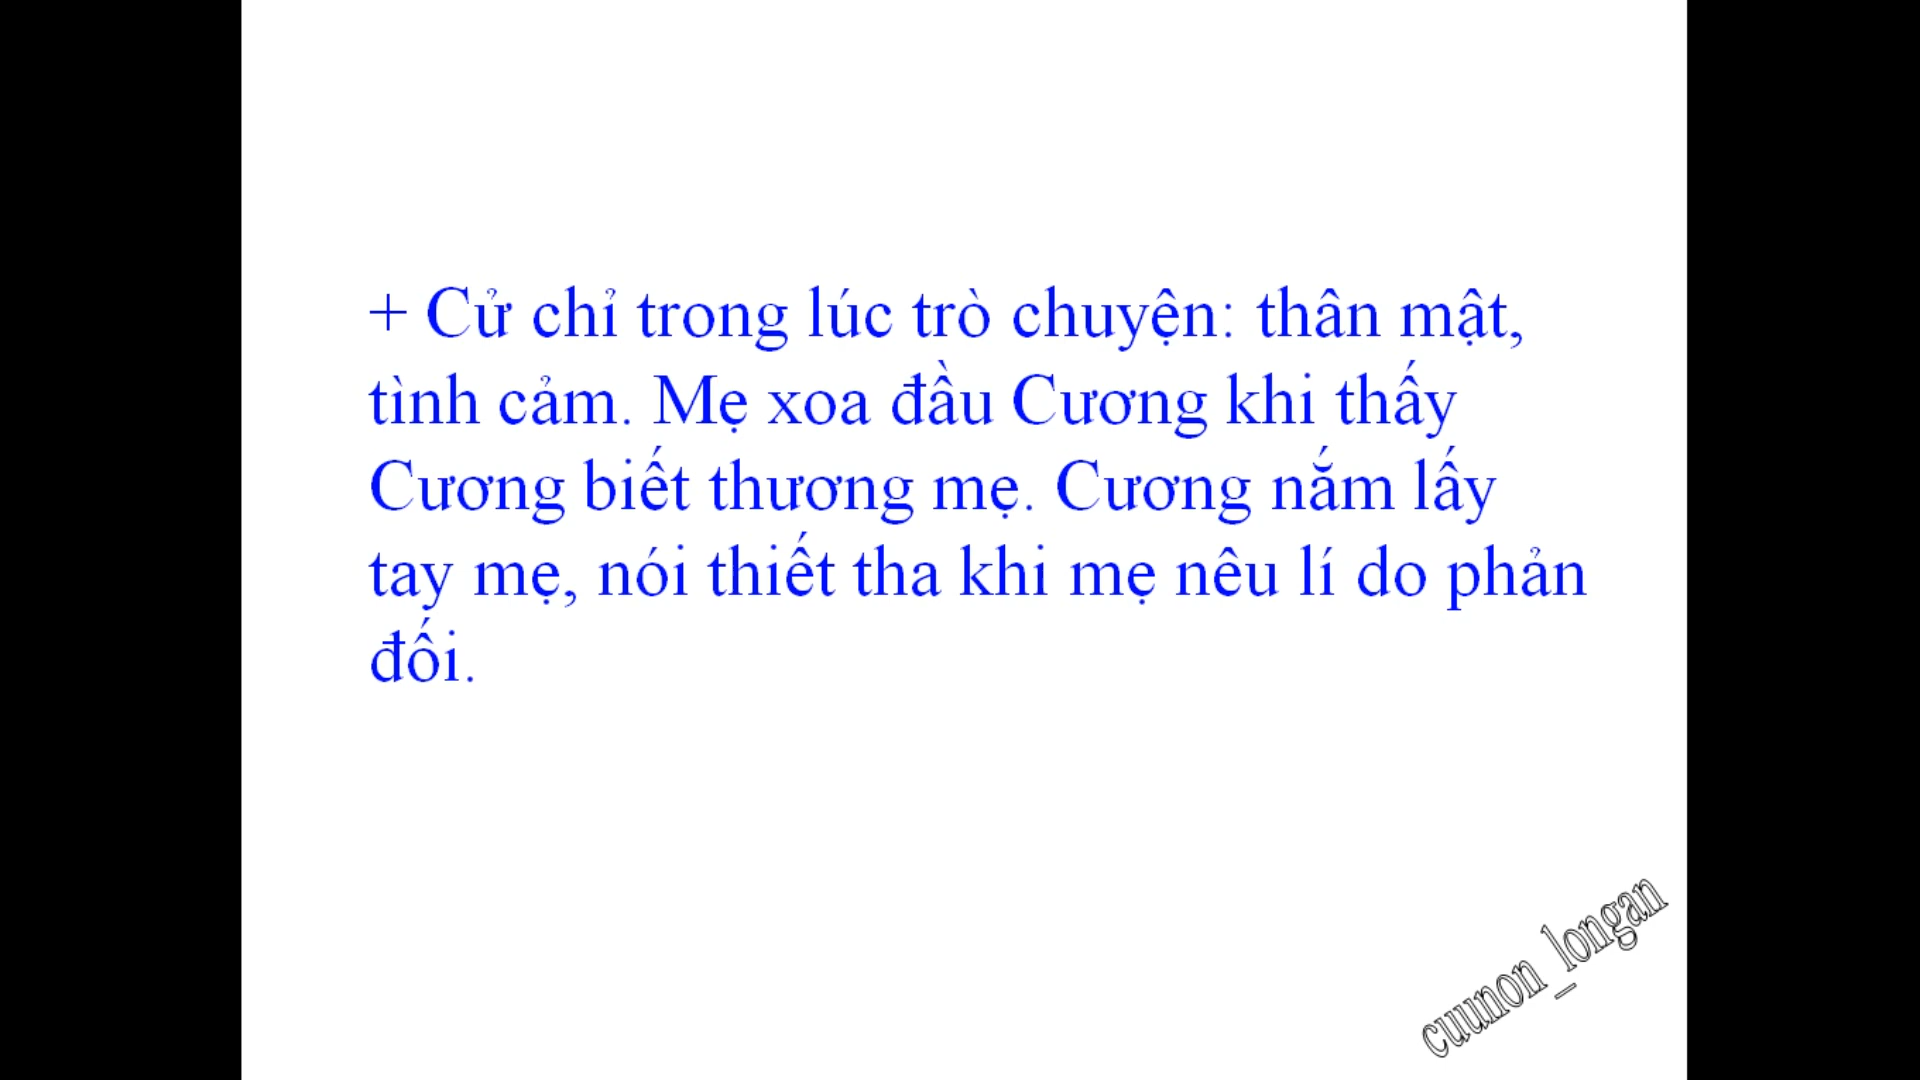 + Cử chỉ trong lúc trò chuyện: thân mật,
tình cảm. Mẹ xoa đầu Cương khi thấy
Cương biết thương mẹ. Cương nắm lấy
tay mẹ, nói thiết tha khi mẹ nêu lí do phản
đối.
cuunon_longan